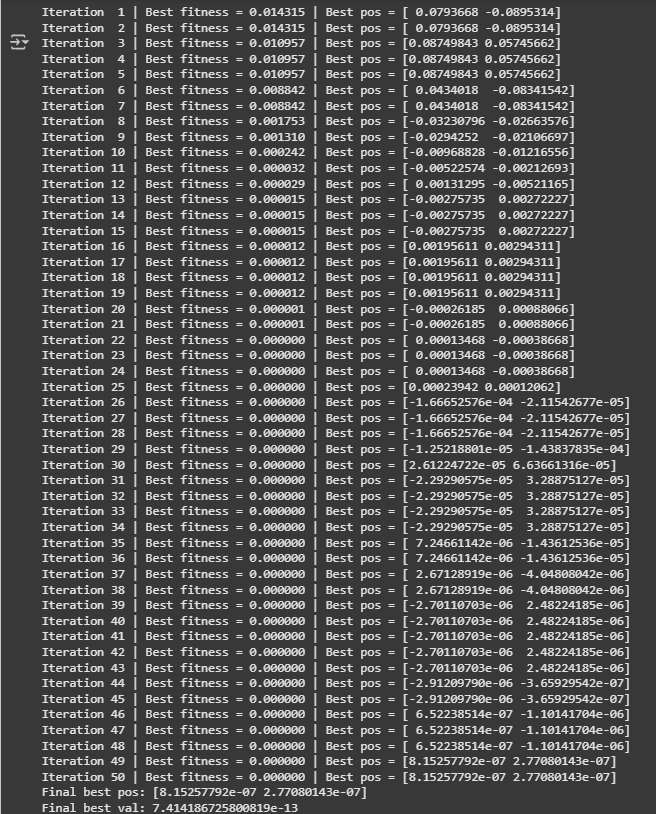 Iteration  1 | Best fitness = 0.014315 | Best pos = [ 0.0793668 -0.0895314]
Iteration  2 | Best fitness = 0.014315 | Best pos = [ 0.0793668 -0.0895314]
Iteration  3 | Best fitness = 0.010957 | Best pos = [0.08749843 0.05745662]
Iteration  4 | Best fitness = 0.010957 | Best pos = [0.08749843 0.05745662]
Iteration  5 | Best fitness = 0.010957 | Best pos = [0.08749843 0.05745662]
Iteration  6 | Best fitness = 0.008842 | Best pos = [ 0.0434018  -0.08341542]
Iteration  7 | Best fitness = 0.008842 | Best pos = [ 0.0434018  -0.08341542]
Iteration  8 | Best fitness = 0.001753 | Best pos = [-0.03230796 -0.02663576]
Iteration  9 | Best fitness = 0.001310 | Best pos = [-0.0294252  -0.02106697]
Iteration 10 | Best fitness = 0.000242 | Best pos = [-0.00968828 -0.01216556]
Iteration 11 | Best fitness = 0.000032 | Best pos = [-0.00522574 -0.00212693]
Iteration 12 | Best fitness = 0.000029 | Best pos = [ 0.00131295 -0.00521165]
Iteration 13 | Best fitness = 0.000015 | Best pos = [-0.00275735  0.00272227]
Iteration 14 | Best fitness = 0.000015 | Best pos = [-0.00275735  0.00272227]
Iteration 15 | Best fitness = 0.000015 | Best pos = [-0.00275735  0.00272227]
Iteration 16 | Best fitness = 0.000012 | Best pos = [0.00195611 0.00294311]
Iteration 17 | Best fitness = 0.000012 | Best pos = [0.00195611 0.00294311]
Iteration 18 | Best fitness = 0.000012 | Best pos = [0.00195611 0.00294311]
Iteration 19 | Best fitness = 0.000012 | Best pos = [0.00195611 0.00294311]
Iteration 20 | Best fitness = 0.000001 | Best pos = [-0.00026185  0.00088066]
Iteration 21 | Best fitness = 0.000001 | Best pos = [-0.00026185  0.00088066]
Iteration 22 | Best fitness = 0.000000 | Best pos = [ 0.00013468 -0.00038668]
Iteration 23 | Best fitness = 0.000000 | Best pos = [ 0.00013468 -0.00038668]
Iteration 24 | Best fitness = 0.000000 | Best pos = [ 0.00013468 -0.00038668]
Iteration 25 | Best fitness = 0.000000 | Best pos = [0.00023942 0.00012062]
Iteration 26 | Best fitness = 0.000000 | Best pos = [-1.66652576e-04 -2.11542677e-05]
Iteration 27 | Best fitness = 0.000000 | Best pos = [-1.66652576e-04 -2.11542677e-05]
Iteration 28 | Best fitness = 0.000000 | Best pos = [-1.66652576e-04 -2.11542677e-05]
Iteration 29 | Best fitness = 0.000000 | Best pos = [-1.25218801e-05 -1.43837835e-04]
Iteration 30 | Best fitness = 0.000000 | Best pos = [2.61224722e-05 6.63661316e-05]
Iteration 31 | Best fitness = 0.000000 | Best pos = [-2.29290575e-05  3.28875127e-05]
Iteration 32 | Best fitness = 0.000000 | Best pos = [-2.29290575e-05  3.28875127e-05]
Iteration 33 | Best fitness = 0.000000 | Best pos = [-2.29290575e-05  3.28875127e-05]
Iteration 34 | Best fitness = 0.000000 | Best pos = [-2.29290575e-05  3.28875127e-05]
Iteration 35 | Best fitness = 0.000000 | Best pos = [ 7.24661142e-06 -1.43612536e-05]
Iteration 36 | Best fitness = 0.000000 | Best pos = [ 7.24661142e-06 -1.43612536e-05]
Iteration 37 | Best fitness = 0.000000 | Best pos = [ 2.67128919e-06 -4.04808042e-06]
Iteration 38 | Best fitness = 0.000000 | Best pos = [ 2.67128919e-06 -4.04808042e-06]
Iteration 39 | Best fitness = 0.000000 | Best pos = [-2.70110703e-06  2.48224185e-06]
Iteration 40 | Best fitness = 0.000000 | Best pos = [-2.70110703e-06  2.48224185e-06]
Iteration 41 | Best fitness = 0.000000 | Best pos = [-2.70110703e-06  2.48224185e-06]
Iteration 42 | Best fitness = 0.000000 | Best pos = [-2.70110703e-06  2.48224185e-06]
Iteration 43 | Best fitness = 0.000000 | Best pos = [-2.70110703e-06  2.48224185e-06]
Iteration 44 | Best fitness = 0.000000 | Best pos = [-2.91209790e-06 -3.65929542e-07]
Iteration 45 | Best fitness = 0.000000 | Best pos = [-2.91209790e-06 -3.65929542e-07]
Iteration 46 | Best fitness = 0.000000 | Best pos = [ 6.52238514e-07 -1.10141704e-06]
Iteration 47 | Best fitness = 0.000000 | Best pos = [ 6.52238514e-07 -1.10141704e-06]
Iteration 48 | Best fitness = 0.000000 | Best pos = [ 6.52238514e-07 -1.10141704e-06]
Iteration 49 | Best fitness = 0.000000 | Best pos = [8.15257792e-07 2.77080143e-07]
Iteration 50 | Best fitness = 0.000000 | Best pos = [8.15257792e-07 2.77080143e-07]
Final best pos: [8.15257792e-07 2.77080143e-07]
Final best val: 7.414186725800819e-13